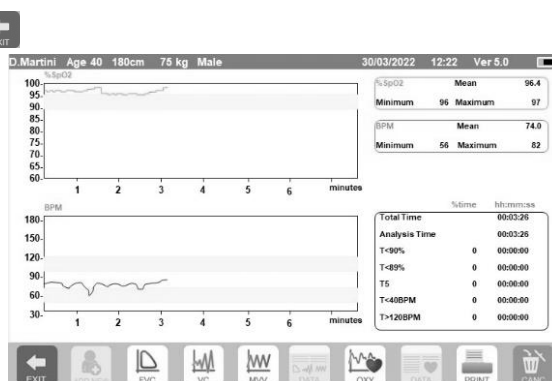 EXIT
D.Martini Age 40 180cm 75 kg Male 30/03/2022 12:22 Ver 5.0
%SpO2
100
95
90
85
80
75
70
65
60
1 2 3 4 5 6 minutes
%SpO2 Mean 96.4
Minimum 96 Maximum 97
BPM Mean 74.0
Minimum 56 Maximum 82
BPM
180
150
120
90
60
30
1 2 3 4 5 6 minutes
%time hh:mm:ss
Total Time 00:03:26
Analysis Time 00:03:26
T<90% 0 00:00:00
T<89% 0 00:00:00
T5 0 00:00:00
T<40BPM 0 00:00:00
T>120BPM 0 00:00:00
EXIT FVC VC MVV DATA OXY DATA PRINT CANC